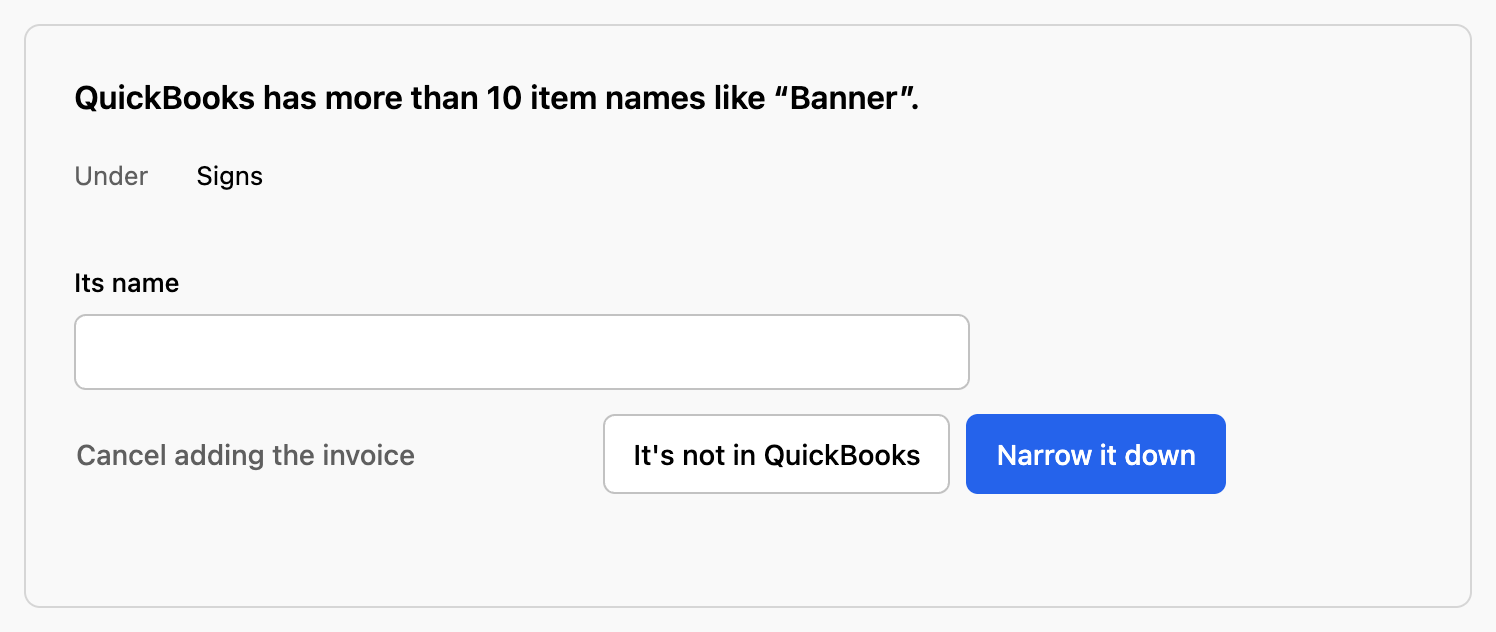 QuickBooks has more than 10 item names like “Banner”.
Under Signs
Its name
Cancel adding the invoice It's not in QuickBooks Narrow it down